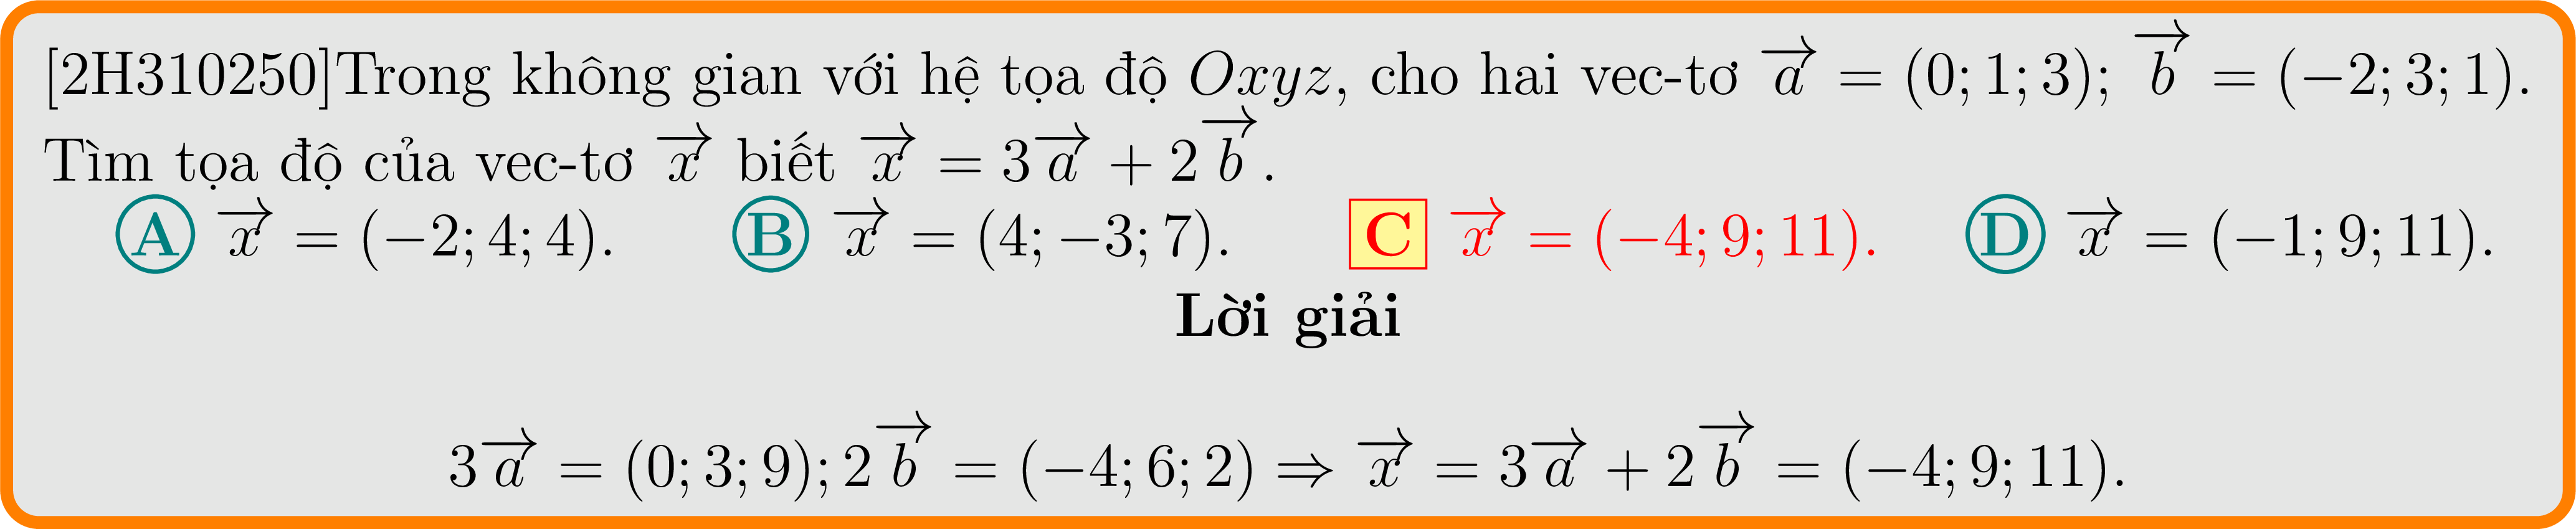 [2H310250]Trong không gian với hệ tọa độ $Oxyz$, cho hai vec-tơ $\overrightarrow{a} = (0; 1; 3)$; $\overrightarrow{b} = (-2; 3; 1)$.
Tìm tọa độ của vec-tơ $\overrightarrow{x}$ biết $\overrightarrow{x} = 3\overrightarrow{a} + 2\overrightarrow{b}$.
A $\overrightarrow{x} = (-2; 4; 4)$. B $\overrightarrow{x} = (4; -3; 7)$. C $\overrightarrow{x} = (-4; 9; 11)$. D $\overrightarrow{x} = (-1; 9; 11)$.
Lời giải
$3\overrightarrow{a} = (0; 3; 9); 2\overrightarrow{b} = (-4; 6; 2) \Rightarrow \overrightarrow{x} = 3\overrightarrow{a} + 2\overrightarrow{b} = (-4; 9; 11)$.